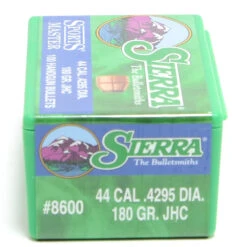 SPORTS
MASTER
44 CAL .4295 DIA.
180 GR. JHC
100 HANDGUN BULLETS
SIERRA
The Bulletsmiths
SIERRA
The Bulletsmiths
#8600
44 CAL .4295 DIA.
180 GR. JHC